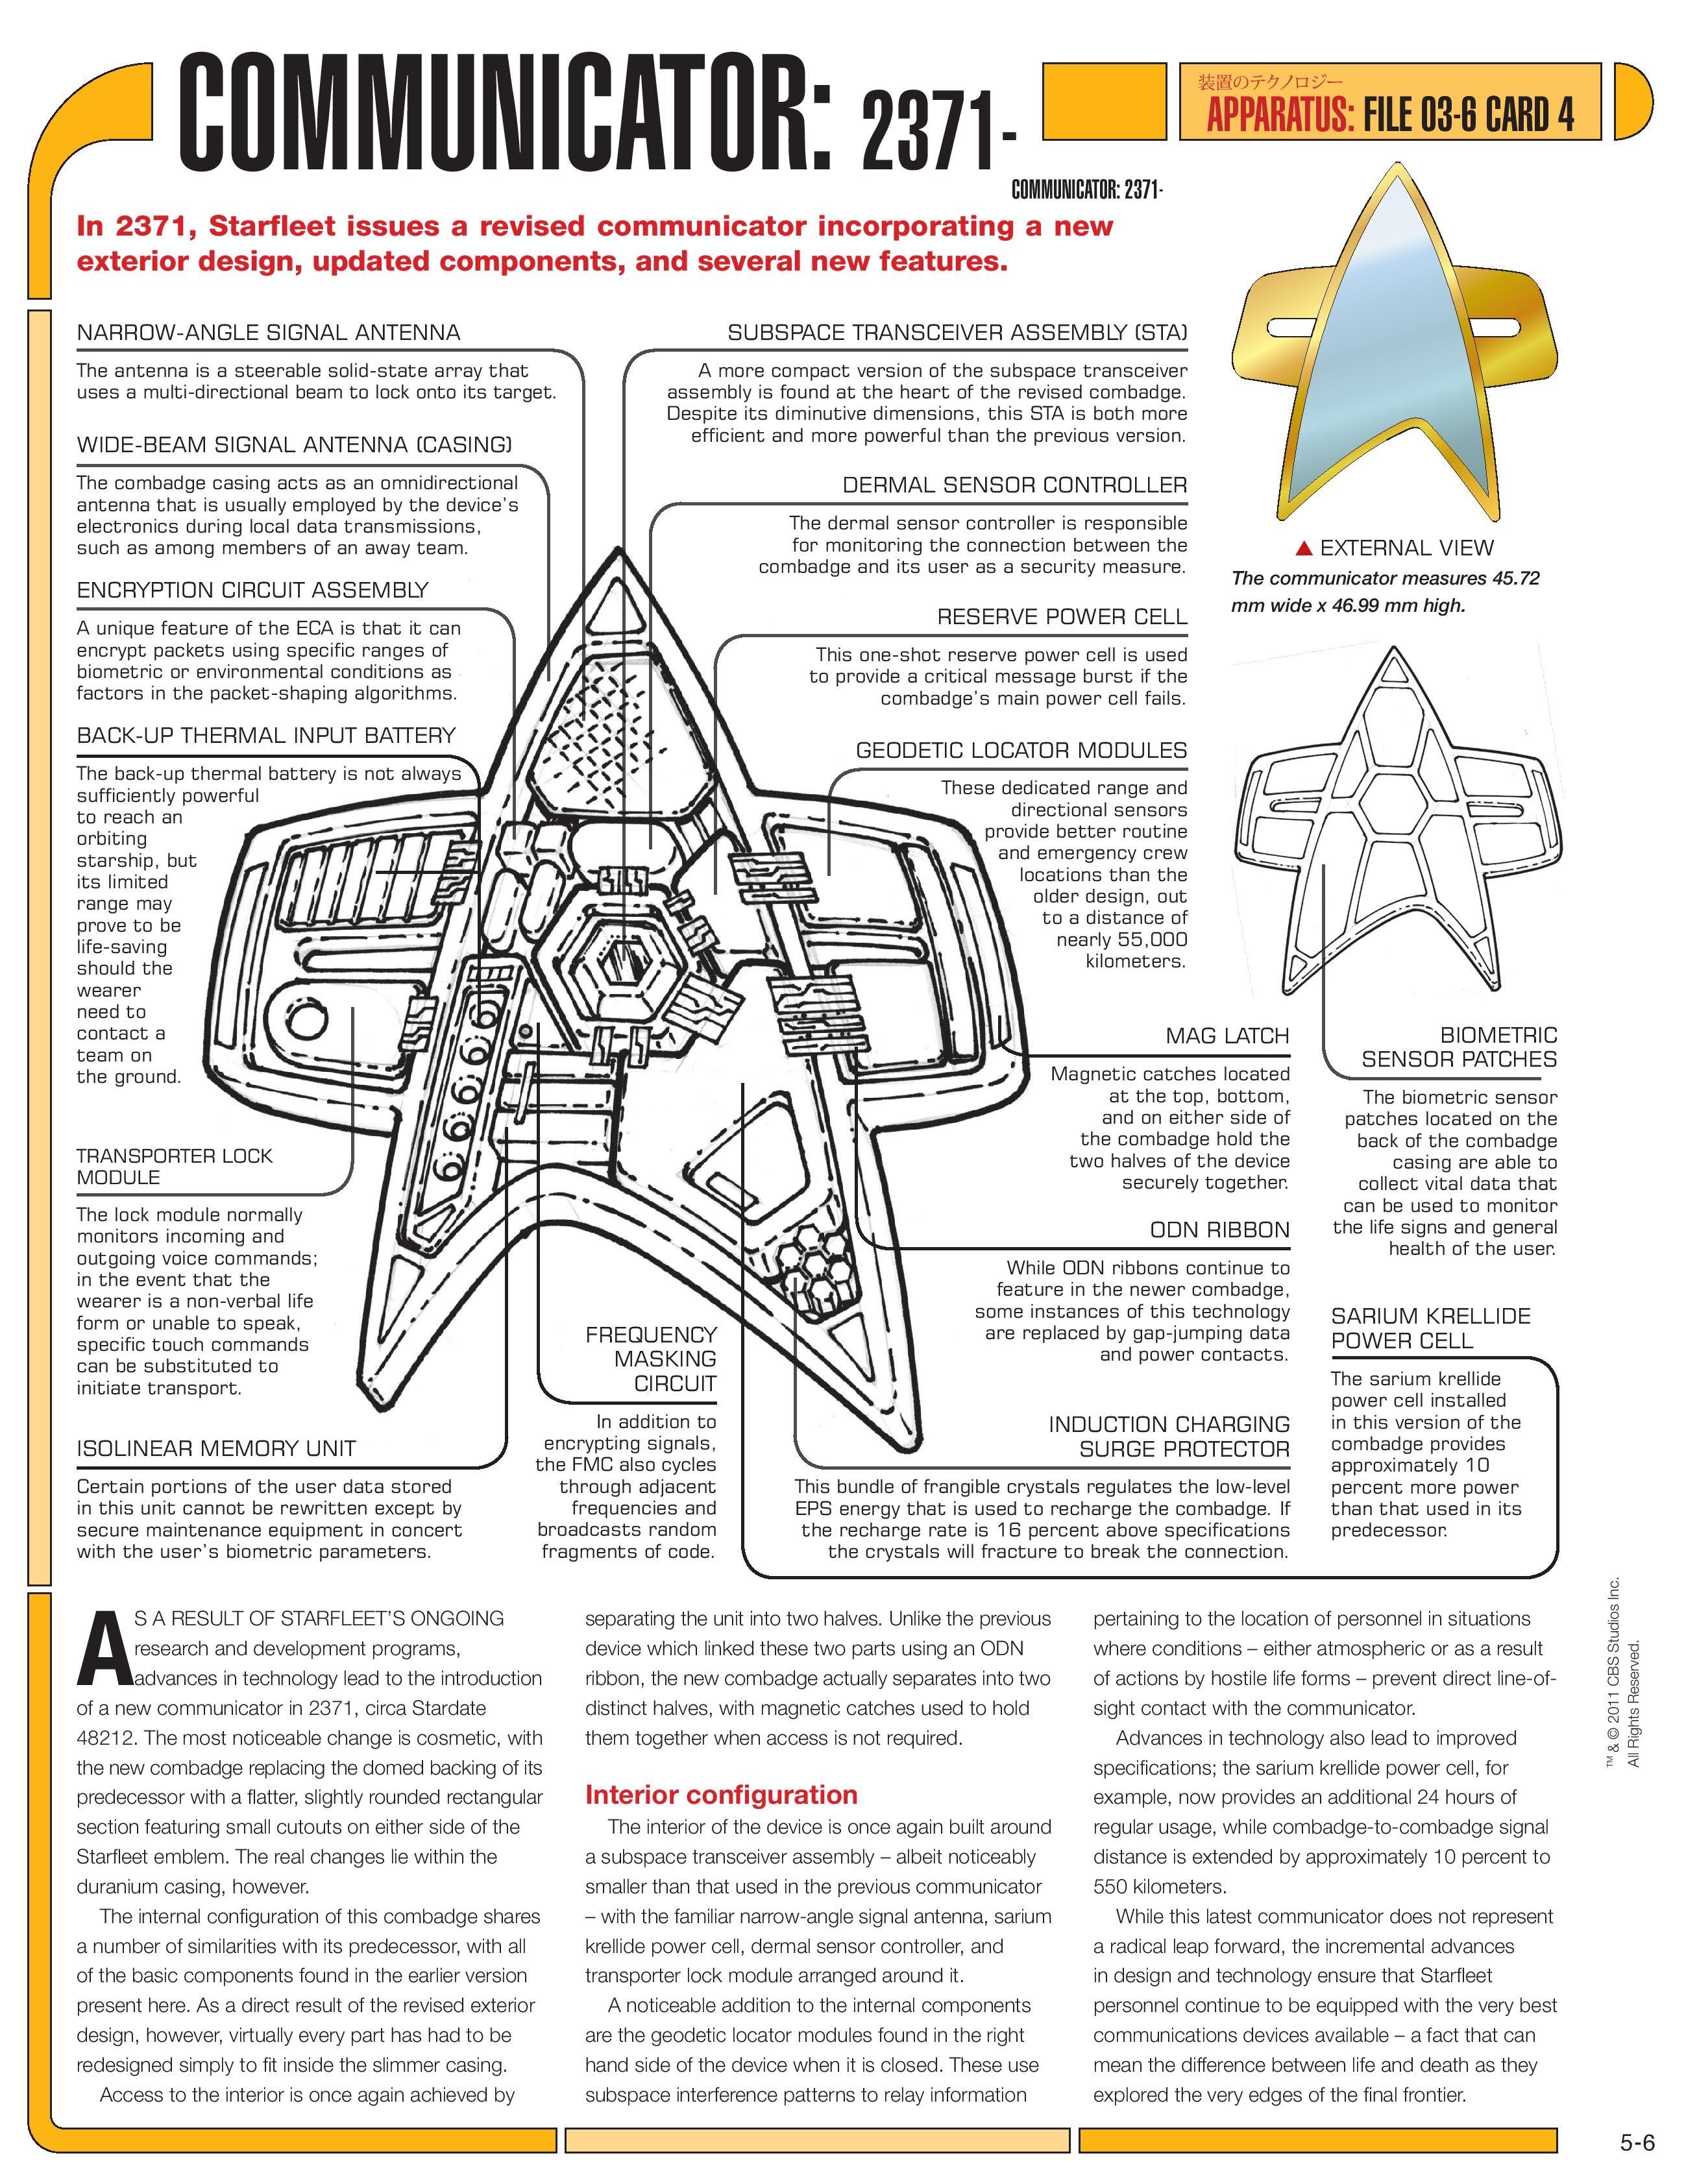 COMMUNICATOR: 2371-
装置のテクノロジー
APPARATUS: FILE 03-6 CARD 4
COMMUNICATOR: 2371-
In 2371, Starfleet issues a revised communicator incorporating a new
exterior design, updated components, and several new features.
NARROW-ANGLE SIGNAL ANTENNA
The antenna is a steerable solid-state array that
uses a multi-directional beam to lock onto its target.
WIDE-BEAM SIGNAL ANTENNA (CASING)
The combadge casing acts as an omnidirectional
antenna that is usually employed by the device's
electronics during local data transmissions,
such as among members of an away team.
ENCRYPTION CIRCUIT ASSEMBLY
A unique feature of the ECA is that it can
encrypt packets using specific ranges of
biometric or environmental conditions as
factors in the packet-shaping algorithms.
BACK-UP THERMAL INPUT BATTERY
The back-up thermal battery is not always
sufficiently powerful
to reach an
orbiting
starship, but
its limited
range may
prove to be
life-saving
should the
wearer
need to
contact a
team on
the ground.
TRANSPORTER LOCK
MODULE
The lock module normally
monitors incoming and
outgoing voice commands;
in the event that the
wearer is a non-verbal life
form or unable to speak,
specific touch commands
can be substituted to
initiate transport.
ISOLINEAR MEMORY UNIT
Certain portions of the user data stored
in this unit cannot be rewritten except by
secure maintenance equipment in concert
with the user's biometric parameters.
SUBSPACE TRANSCEIVER ASSEMBLY (STA)
A more compact version of the subspace transceiver
assembly is found at the heart of the revised combadge.
Despite its diminutive dimensions, this STA is both more
efficient and more powerful than the previous version.
DERMAL SENSOR CONTROLLER
The dermal sensor controller is responsible
for monitoring the connection between the
combadge and its user as a security measure.
RESERVE POWER CELL
This one-shot reserve power cell is used
to provide a critical message burst if the
combadge's main power cell fails.
GEODETIC LOCATOR MODULES
These dedicated range and
directional sensors
provide better routine
and emergency crew
locations than the
older design, out
to a distance of
nearly 55,000
kilometers.
MAG LATCH
Magnetic catches located
at the top, bottom,
and on either side of
the combadge hold the
two halves of the device
securely together.
ODN RIBBON
While ODN ribbons continue to
feature in the newer combadge,
some instances of this technology
are replaced by gap-jumping data
and power contacts.
FREQUENCY
MASKING
CIRCUIT
In addition to
encrypting signals,
the FMC also cycles
through adjacent
frequencies and
broadcasts random
fragments of code.
INDUCTION CHARGING
SURGE PROTECTOR
This bundle of frangible crystals regulates the low-level
EPS energy that is used to recharge the combadge. If
the recharge rate is 16 percent above specifications
the crystals will fracture to break the connection.
▲ EXTERNAL VIEW
The communicator measures 45.72
mm wide x 46.99 mm high.
BIOMETRIC
SENSOR PATCHES
The biometric sensor
patches located on the
back of the combadge
casing are able to
collect vital data that
can be used to monitor
the life signs and general
health of the user.
SARIUM KRELLIDE
POWER CELL
The sarium krellide
power cell installed
in this version of the
combadge provides
approximately 10
percent more power
than that used in its
predecessor.
AS A RESULT OF STARFLEET'S ONGOING
research and development programs,
advances in technology lead to the introduction
of a new communicator in 2371, circa Stardate
48212. The most noticeable change is cosmetic, with
the new combadge replacing the domed backing of its
predecessor with a flatter, slightly rounded rectangular
section featuring small cutouts on either side of the
Starfleet emblem. The real changes lie within the
duranium casing, however.
The internal configuration of this combadge shares
a number of similarities with its predecessor, with all
of the basic components found in the earlier version
present here. As a direct result of the revised exterior
design, however, virtually every part has had to be
redesigned simply to fit inside the slimmer casing.
Access to the interior is once again achieved by
separating the unit into two halves. Unlike the previous
device which linked these two parts using an ODN
ribbon, the new combadge actually separates into two
distinct halves, with magnetic catches used to hold
them together when access is not required.
Interior configuration
The interior of the device is once again built around
a subspace transceiver assembly – albeit noticeably
smaller than that used in the previous communicator
– with the familiar narrow-angle signal antenna, sarium
krellide power cell, dermal sensor controller, and
transporter lock module arranged around it.
A noticeable addition to the internal components
are the geodetic locator modules found in the right
hand side of the device when it is closed. These use
subspace interference patterns to relay information
pertaining to the location of personnel in situations
where conditions – either atmospheric or as a result
of actions by hostile life forms – prevent direct line-of-
sight contact with the communicator.
Advances in technology also lead to improved
specifications; the sarium krellide power cell, for
example, now provides an additional 24 hours of
regular usage, while combadge-to-combadge signal
distance is extended by approximately 10 percent to
550 kilometers.
While this latest communicator does not represent
a radical leap forward, the incremental advances
in design and technology ensure that Starfleet
personnel continue to be equipped with the very best
communications devices available – a fact that can
mean the difference between life and death as they
explored the very edges of the final frontier.
™ & © 2011 CBS Studios Inc.
All Rights Reserved.
5-6